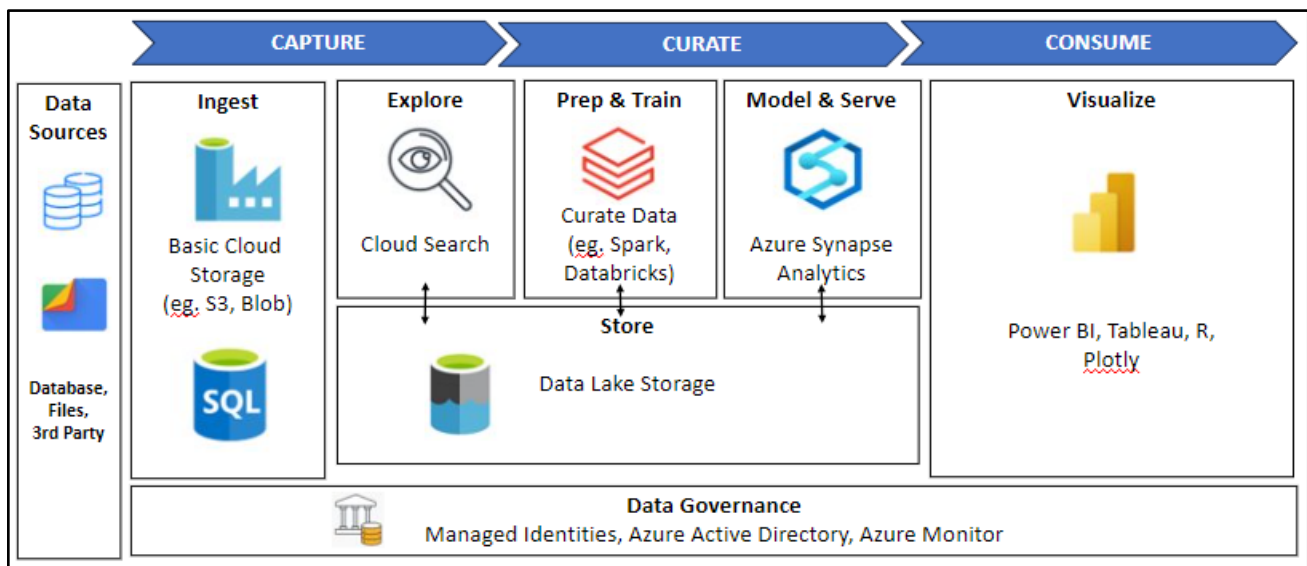 CAPTURE
CURATE
CONSUME
Data
Sources
Database,
Files,
3rd Party
Ingest
Basic Cloud
Storage
(eg. S3, Blob)
SQL
Explore
Cloud Search
Prep & Train
Curate Data
(eg. Spark,
Databricks)
Model & Serve
Azure Synapse
Analytics
Store
Data Lake Storage
Visualize
Power BI, Tableau, R,
Plotly
Data Governance
Managed Identities, Azure Active Directory, Azure Monitor